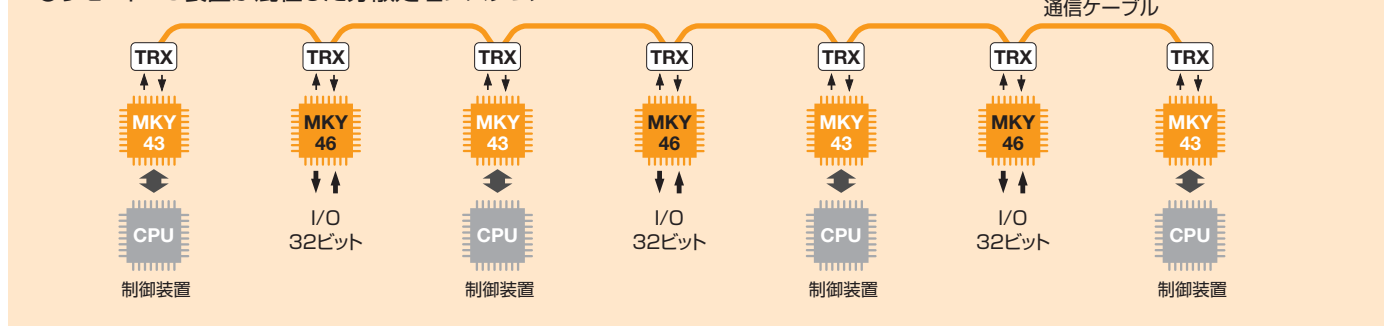 通信ケーブル
TRX TRX TRX TRX TRX TRX TRX
MKY MKY MKY MKY MKY MKY MKY
43 46 43 46 43 46 43
CPU I/O CPU I/O CPU I/O CPU
32ビット 32ビット 32ビット
制御装置 制御装置 制御装置 制御装置